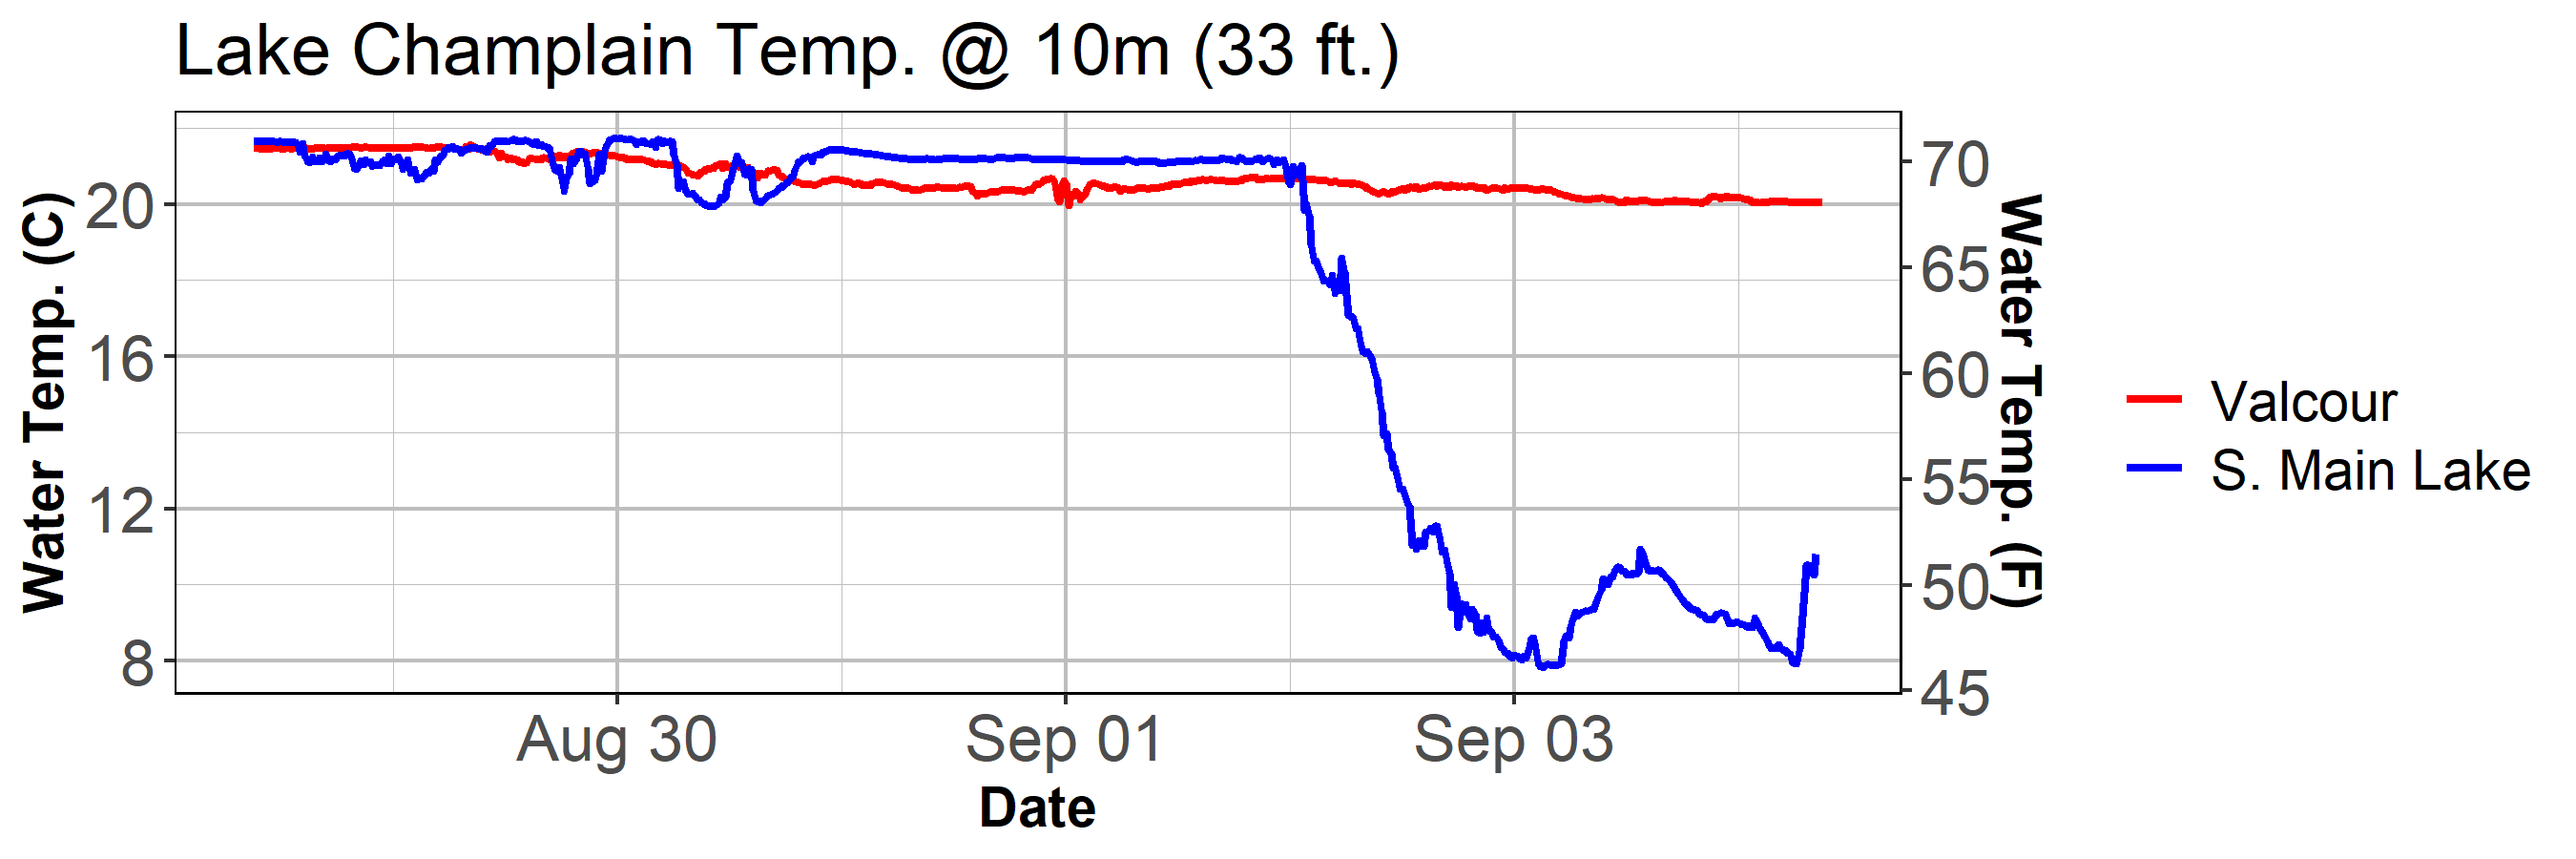 Lake Champlain Temp. @ 10m (33 ft.)
Water Temp. (C)
20
16
12
8
70
65
60
55
50
45
Water Temp. (F)
Aug 30
Sep 01
Sep 03
Date
Valcour
S. Main Lake